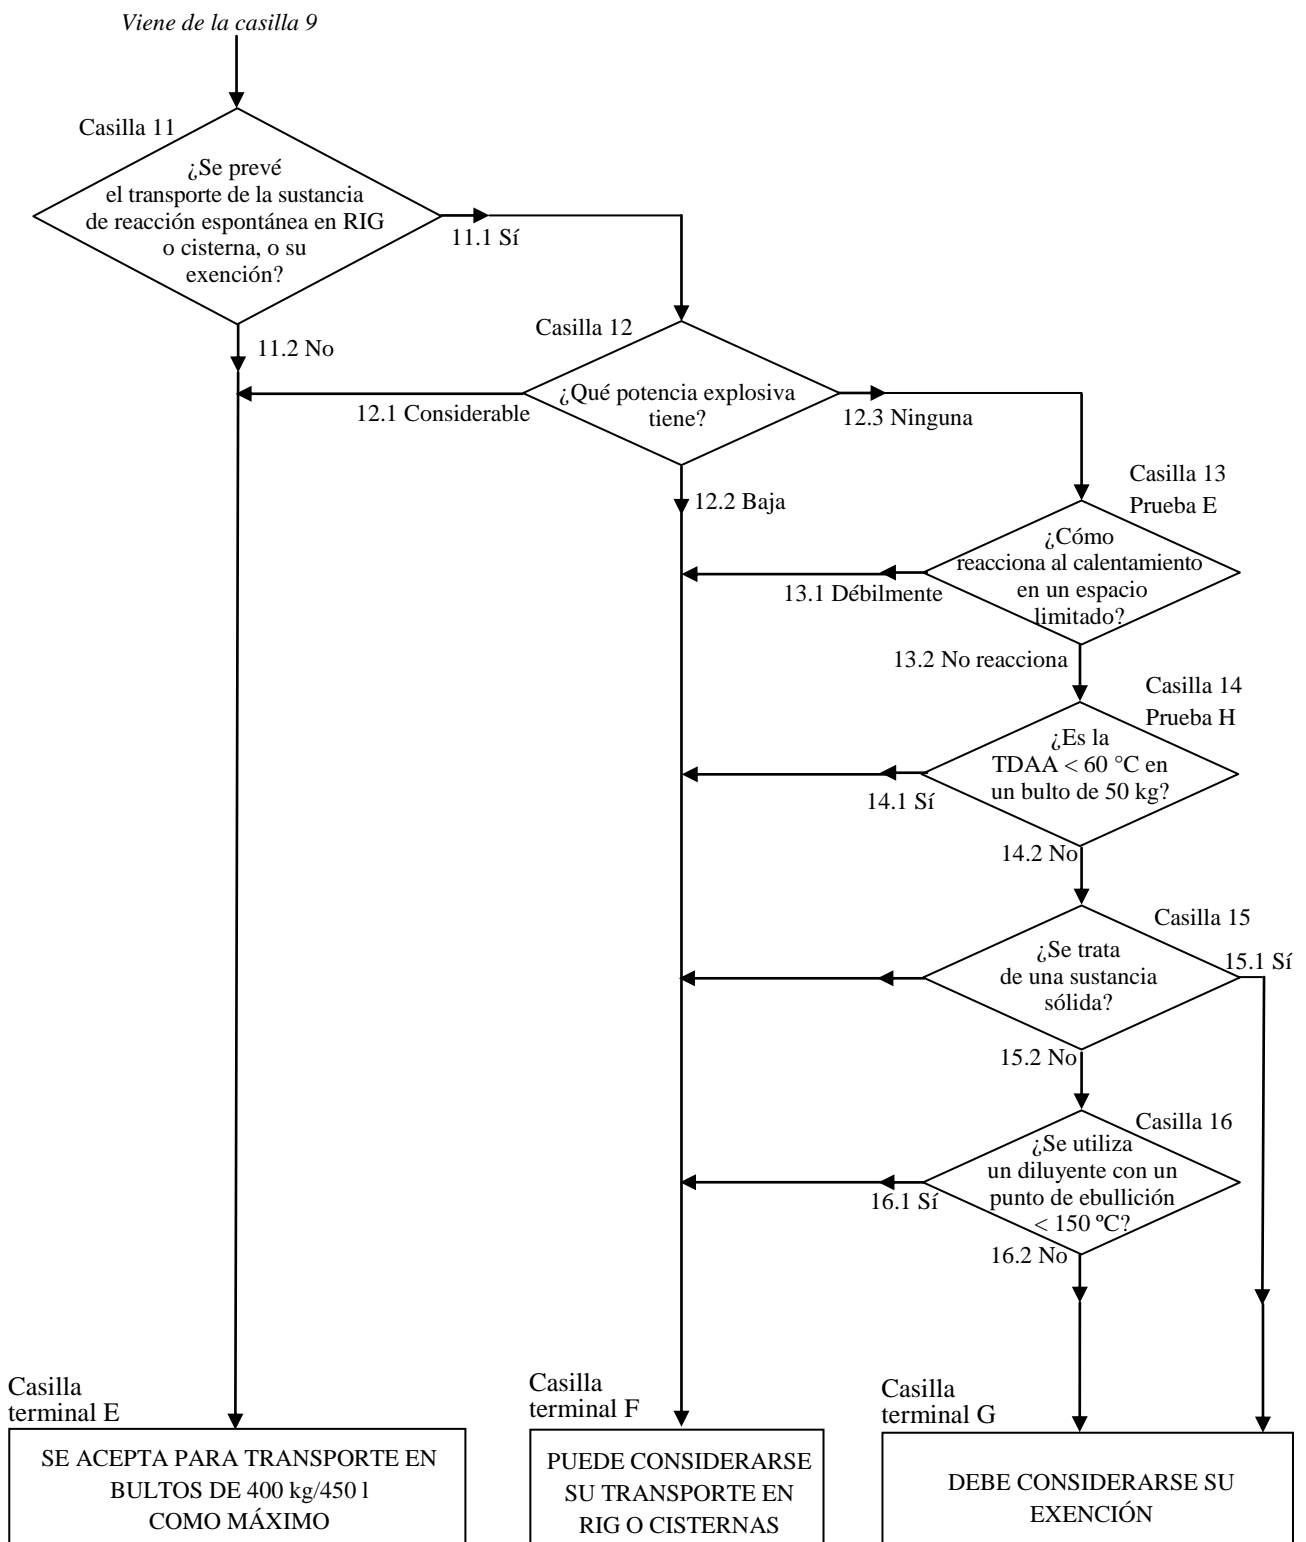 Viene de la casilla 9
Casilla 11
¿Se prevé
el transporte de la sustancia
de reacción espontánea en RIG
o cisterna, o su
exención?
11.1 Sí
11.2 No
Casilla 12
¿Qué potencia explosiva
tiene?
12.1 Considerable
12.3 Ninguna
12.2 Baja
Casilla 13
Prueba E
¿Cómo
reacciona al calentamiento
en un espacio
limitado?
13.1 Débilmente
13.2 No reacciona
Casilla 14
Prueba H
¿Es la
TDAA < 60 °C en
un bulto de 50 kg?
14.1 Sí
14.2 No
Casilla 15
¿Se trata
de una sustancia
sólida?
15.1 Sí
15.2 No
Casilla 16
¿Se utiliza
un diluyente con un
punto de ebullición
< 150 ºC?
16.1 Sí
16.2 No
Casilla
terminal E
SE ACEPTA PARA TRANSPORTE EN
BULTOS DE 400 kg/450 l
COMO MÁXIMO
Casilla
terminal F
PUEDE CONSIDERARSE
SU TRANSPORTE EN
RIG O CISTERNAS
Casilla
terminal G
DEBE CONSIDERARSE SU
EXENCIÓN